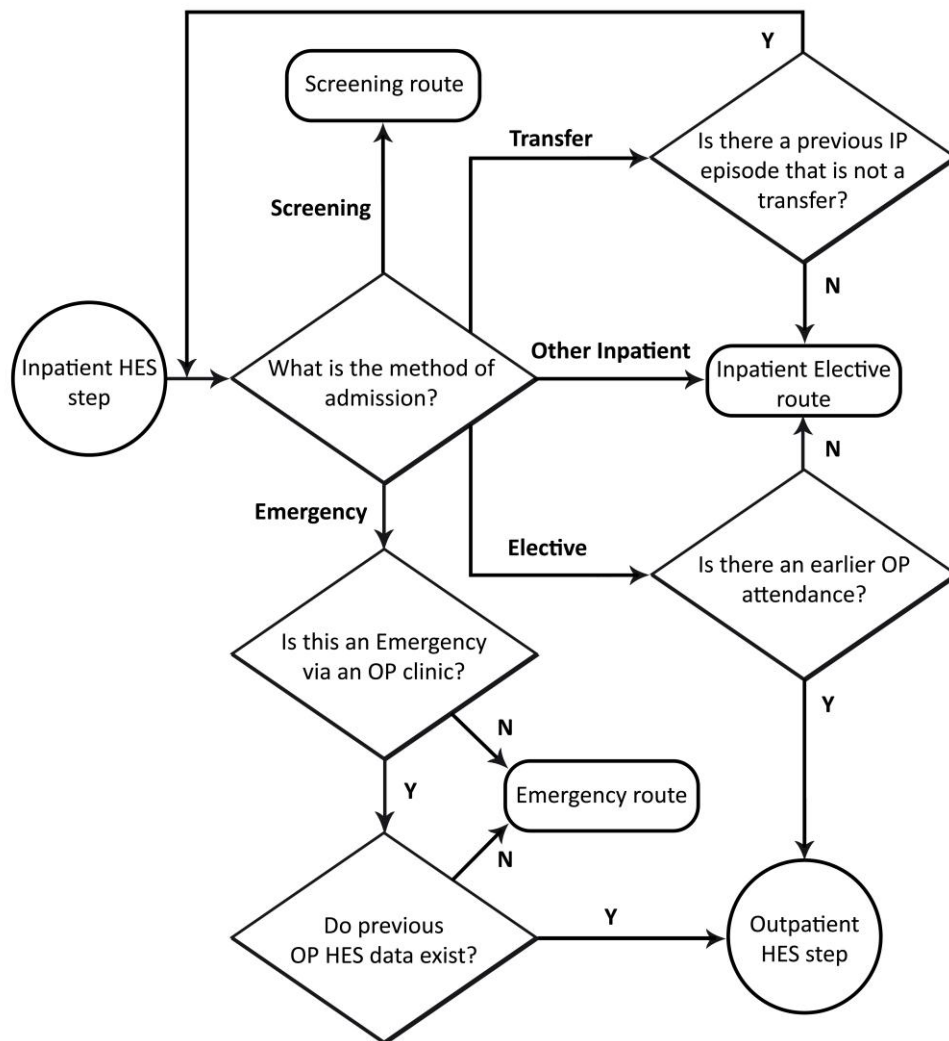 Y
Screening route
Transfer
Is there a previous IP
episode that is not a
transfer?
Screening
N
Inpatient HES
step
What is the method of
admission?
Other Inpatient
Inpatient Elective
route
N
Emergency
Elective
Is there an earlier OP
attendance?
Is this an Emergency
via an OP clinic?
N
Y
Emergency route
Y
N
Do previous
OP HES data exist?
Y
Outpatient
HES step